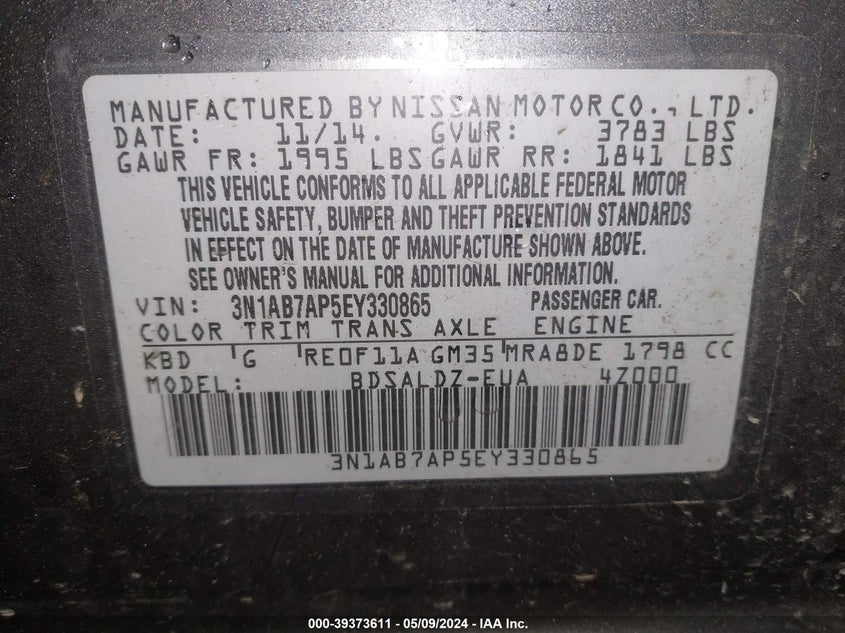 MANUFACTURED BY NISSAN MOTOR CO., LTD.
DATE: 11/14. GVWR: 3783 LBS
GAWR FR: 1995 LBS GAWR RR: 1841 LBS
THIS VEHICLE CONFORMS TO ALL APPLICABLE FEDERAL MOTOR
VEHICLE SAFETY, BUMPER AND THEFT PREVENTION STANDARDS
IN EFFECT ON THE DATE OF MANUFACTURE SHOWN ABOVE.
SEE OWNER'S MANUAL FOR ADDITIONAL INFORMATION.
VIN: 3N1AB7AP5EY330865 PASSENGER CAR.
COLOR TRIM TRANS AXLE ENGINE
KBD G RE0F11A GM35 MRA8DE 1798 CC
MODEL: BDSALDZ-EUA 4Z000
3N1AB7AP5EY330865
000-39373611 - 05/09/2024 - IAA Inc.